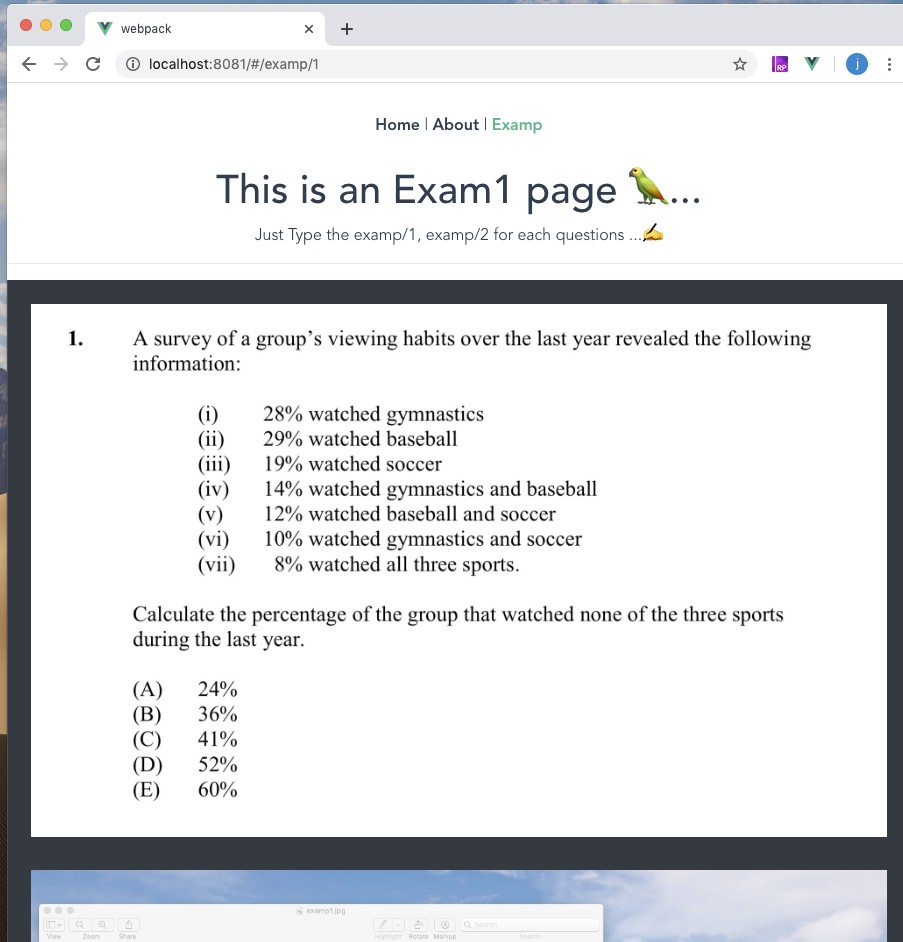 webpack
localhost:8081/#/examp/1
RP
j
Home | About | Examp
This is an Exam1 page ...
Just Type the examp/1, examp/2 for each questions ...
1. A survey of a group's viewing habits over the last year revealed the following
information:
(i) 28% watched gymnastics
(ii) 29% watched baseball
(iii) 19% watched soccer
(iv) 14% watched gymnastics and baseball
(v) 12% watched baseball and soccer
(vi) 10% watched gymnastics and soccer
(vii) 8% watched all three sports.
Calculate the percentage of the group that watched none of the three sports
during the last year.
(A) 24%
(B) 36%
(C) 41%
(D) 52%
(E) 60%
examp1.jpg
Search
View Zoom Share Highlight Rotate Markup Search